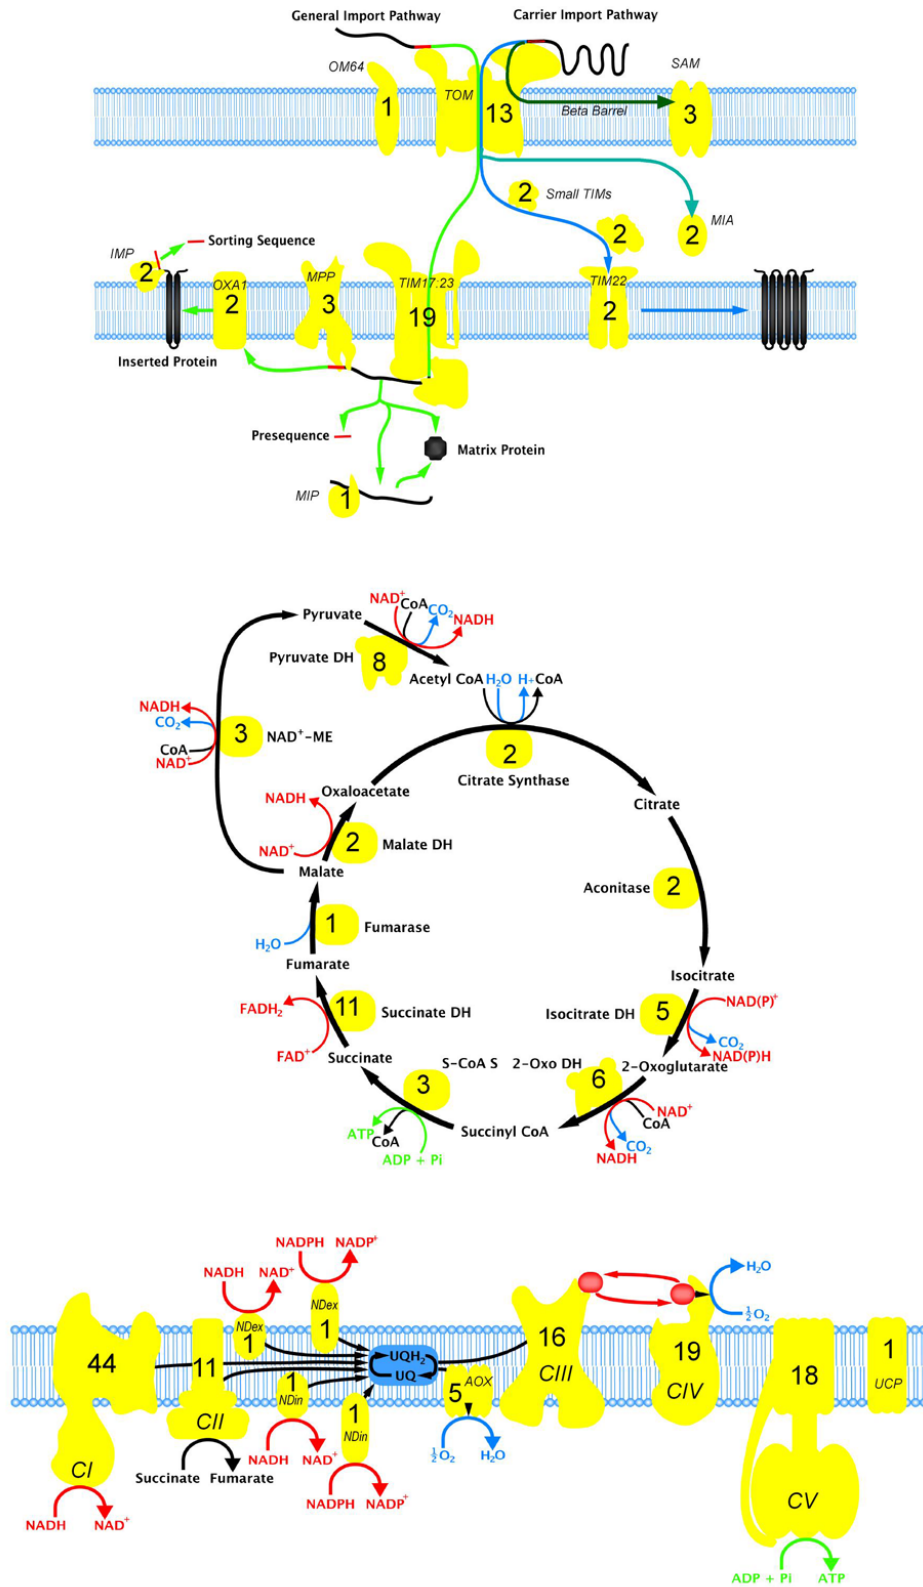 General Import Pathway
Carrier Import Pathway
OM64
TOM
SAM
1
13
3
Beta Barrel
2
Small TIMs
MIA
2
2
IMP
Sorting Sequence
2
OXA1
2
MPP
3
TIM17:23
19
TIM22
2
Inserted Protein
Presequence
Matrix Protein
MIP
1
Pyruvate
NAD+
CoA
CO2
NADH
Pyruvate DH
8
Acetyl CoA
H2O
H+
CoA
NADH
CO2
CoA
NAD+
3
NAD+-ME
2
Citrate Synthase
Oxaloacetate
Citrate
NADH
NAD+
2
Malate DH
Malate
Aconitase
2
H2O
1
Fumarase
Fumarate
Isocitrate
FADH2
11
Succinate DH
FAD+
Isocitrate DH
5
NAD(P)+
CO2
NAD(P)H
Succinate
S-CoA S
2-Oxo DH
6
2-Oxoglutarate
3
NAD+
CoA
CO2
NADH
ATP
CoA
ADP + Pi
Succinyl CoA
NADPH
NADP+
NADH
NAD+
H2O
½O2
NDex
1
NDex
1
44
11
UQH2
UQ
16
CIII
19
CIV
18
1
UCP
1
NDin
1
NDin
5
AOX
CII
CI
½O2
H2O
NADH
NAD+
Succinate
Fumarate
NADPH
NADP+
NADH
NAD+
CV
ADP + Pi
ATP